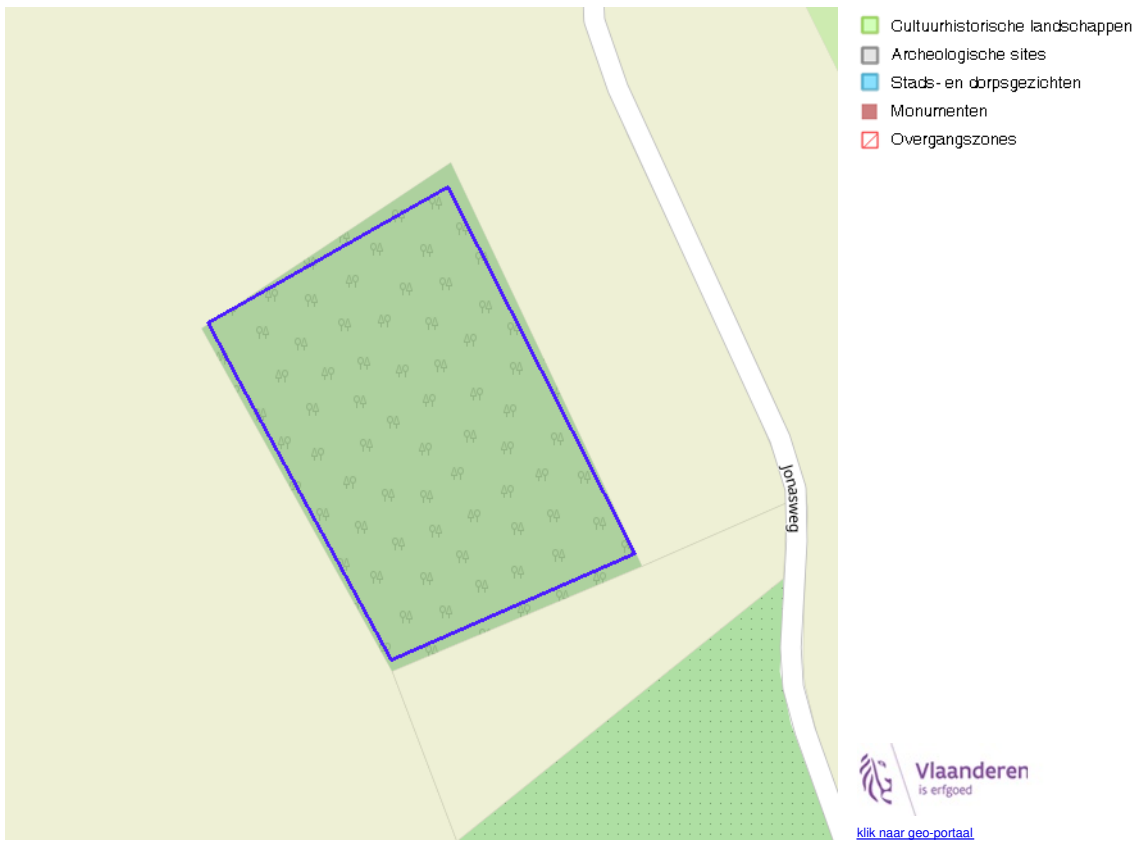 Cultuurhistorische landschappen
Archeologische sites
Stads- en dorpsgezichten
Monumenten
Overgangszones
Jonasweg
Vlaanderen
is erfgoed
klik naar geo-portaal